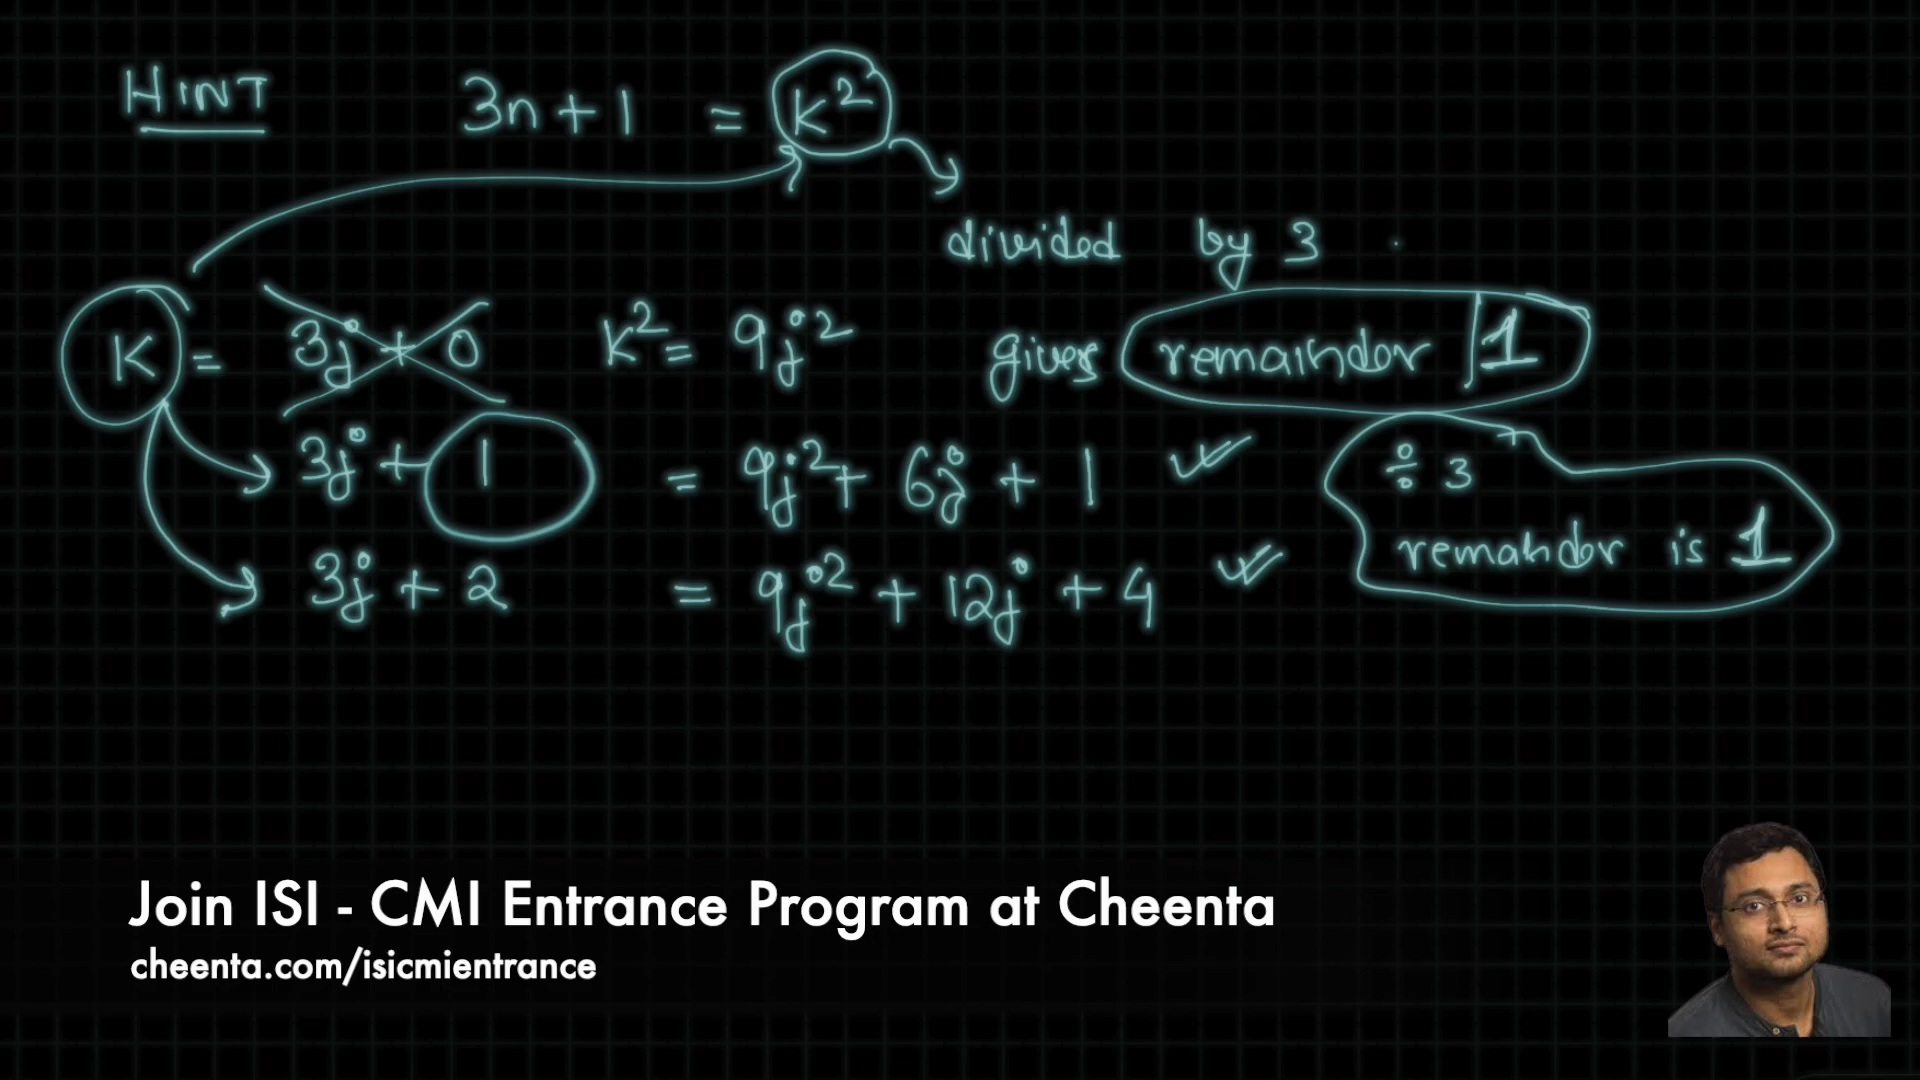 HINT 3n + 1 = k²
divided by 3
k = 3j + 0 k² = 9j² gives remainder 1
3j + 1 = 9j² + 6j + 1 ÷ 3
remainder is 1
3j + 2 = 9j² + 12j + 4
Join ISI - CMI Entrance Program at Cheenta
cheenta.com/isicmientrance